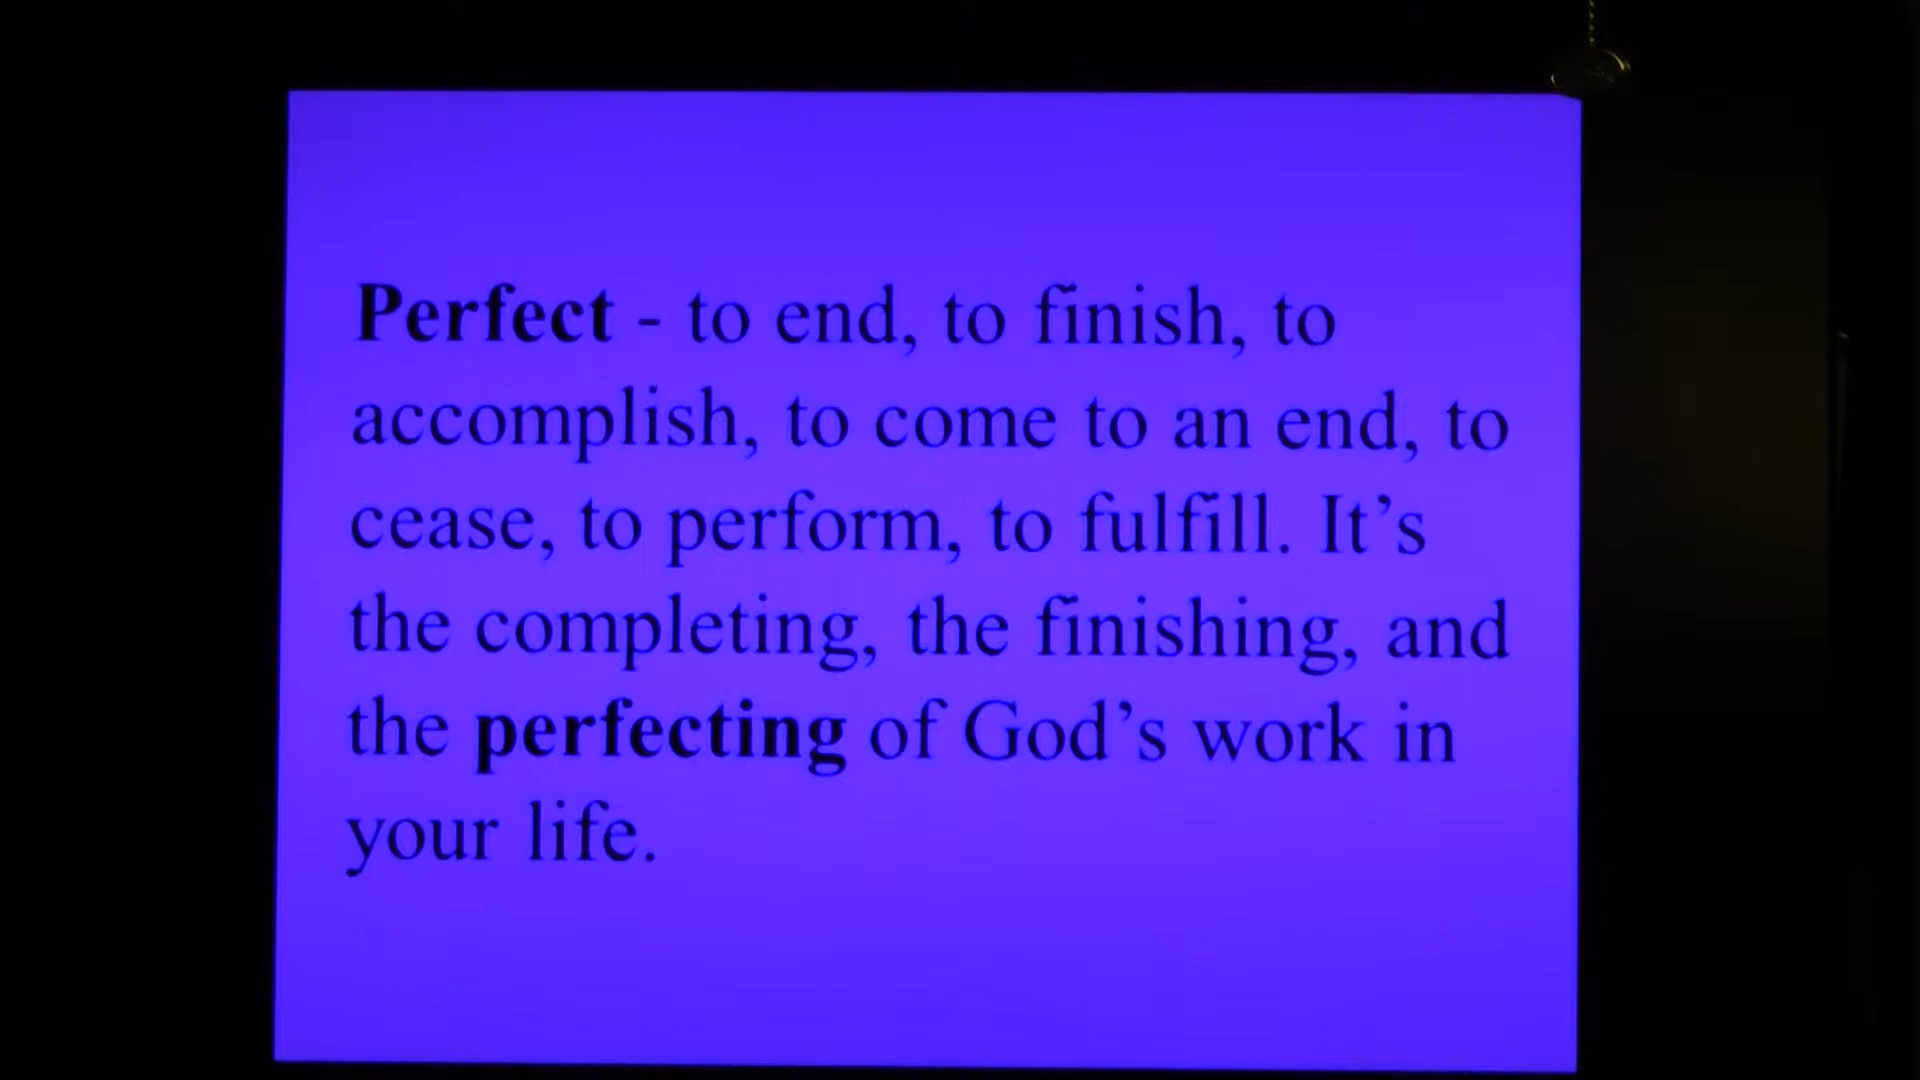 Perfect - to end, to finish, to
accomplish, to come to an end, to
cease, to perform, to fulfill. It’s
the completing, the finishing, and
the perfecting of God’s work in
your life.